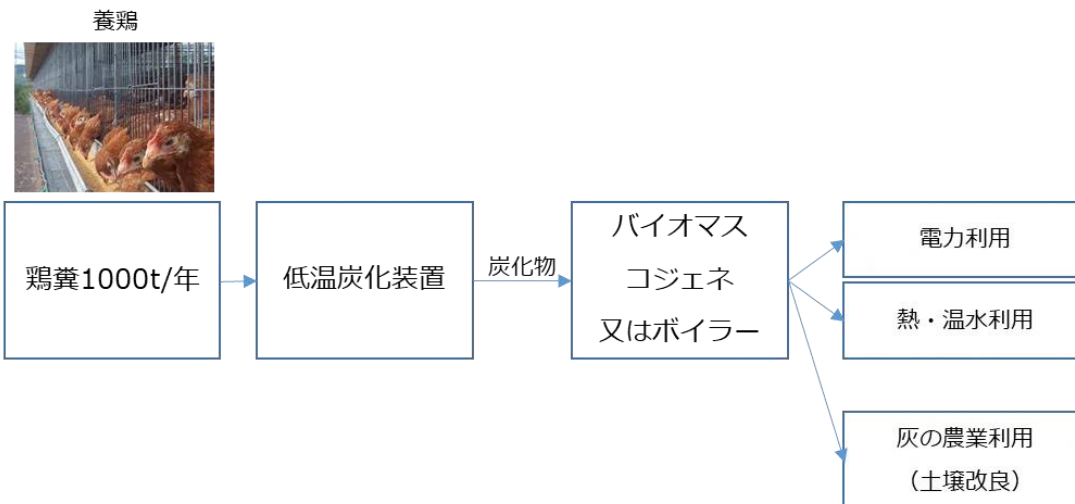 養鶏
鶏糞1000t/年
低温炭化装置
炭化物
バイオマス
コジェネ
又はボイラー
電力利用
熱・温水利用
灰の農業利用
（土壌改良）